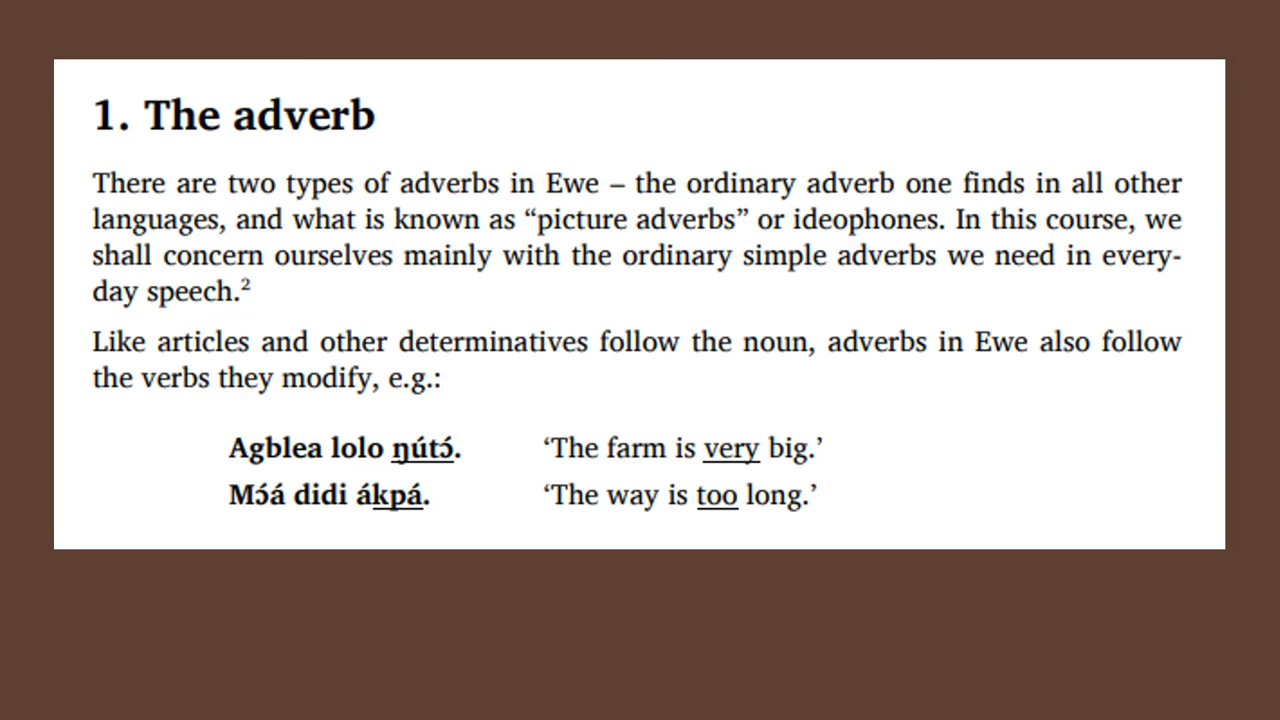 1. The adverb
There are two types of adverbs in Ewe – the ordinary adverb one finds in all other
languages, and what is known as “picture adverbs” or ideophones. In this course, we
shall concern ourselves mainly with the ordinary simple adverbs we need in every-
day speech.²
Like articles and other determinatives follow the noun, adverbs in Ewe also follow
the verbs they modify, e.g.:
Agblea lolo ŋútɔ́. ‘The farm is very big.’
Mɔ́á didi ákpá. ‘The way is too long.’